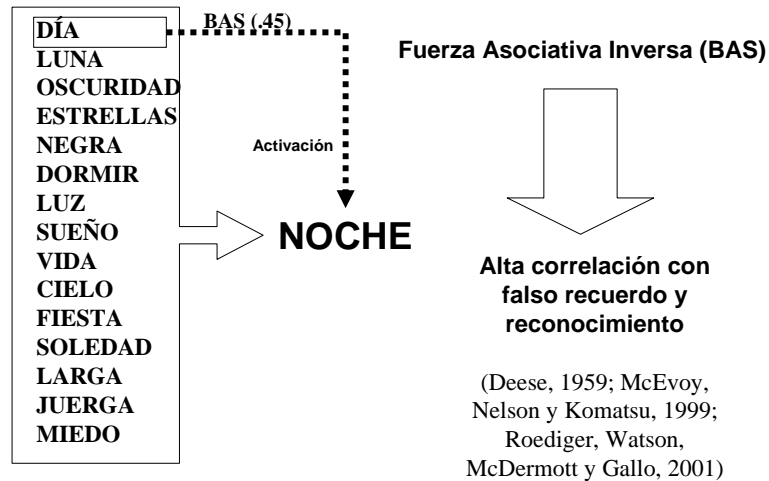 DÍA
LUNA
OSCURIDAD
ESTRELLAS
NEGRA
DORMIR
LUZ
SUEÑO
VIDA
CIELO
FIESTA
SOLEDAD
LARGA
JUERGA
MIEDO
BAS (.45)
Activación
NOCHE
Fuerza Asociativa Inversa (BAS)
Alta correlación con
falso recuerdo y
reconocimiento
(Deese, 1959; McEvoy,
Nelson y Komatsu, 1999;
Roediger, Watson,
McDermott y Gallo, 2001)